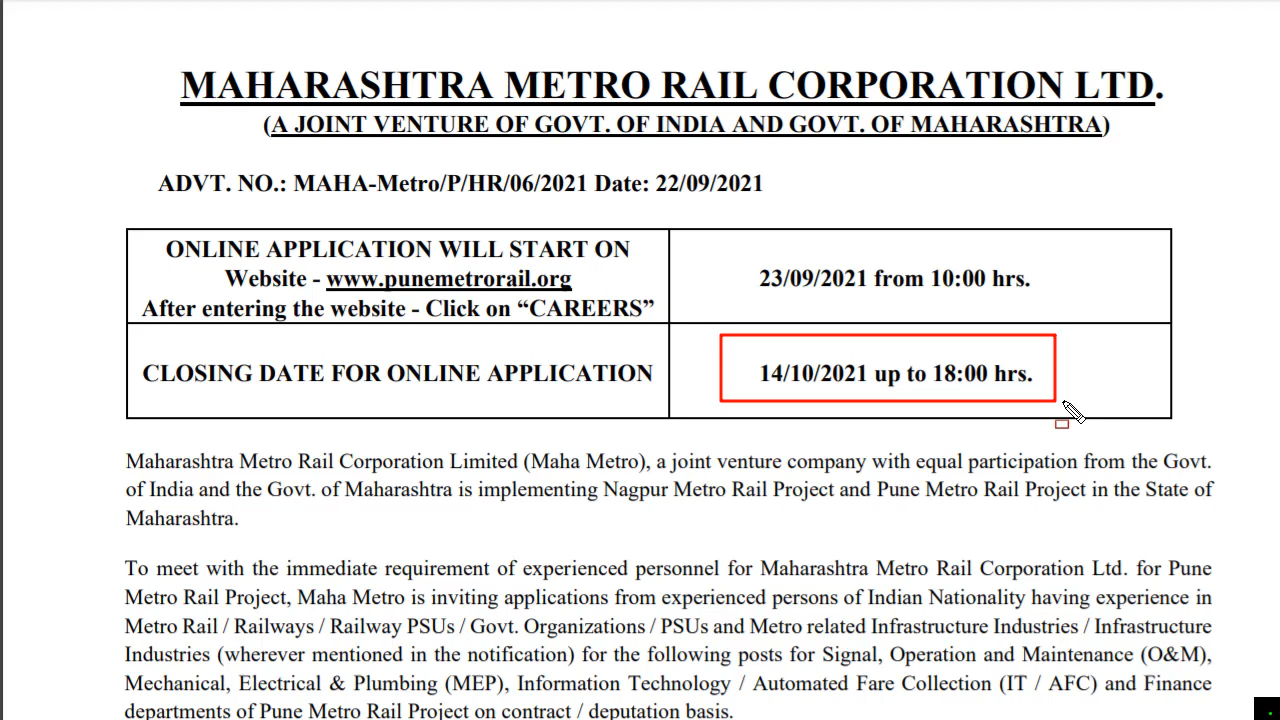 MAHARASHTRA METRO RAIL CORPORATION LTD.
(A JOINT VENTURE OF GOVT. OF INDIA AND GOVT. OF MAHARASHTRA)
ADVT. NO.: MAHA-Metro/P/HR/06/2021 Date: 22/09/2021
ONLINE APPLICATION WILL START ON
Website - www.punemetrorail.org
After entering the website - Click on “CAREERS”
23/09/2021 from 10:00 hrs.
CLOSING DATE FOR ONLINE APPLICATION
14/10/2021 up to 18:00 hrs.
Maharashtra Metro Rail Corporation Limited (Maha Metro), a joint venture company with equal participation from the Govt.
of India and the Govt. of Maharashtra is implementing Nagpur Metro Rail Project and Pune Metro Rail Project in the State of
Maharashtra.
To meet with the immediate requirement of experienced personnel for Maharashtra Metro Rail Corporation Ltd. for Pune
Metro Rail Project, Maha Metro is inviting applications from experienced persons of Indian Nationality having experience in
Metro Rail / Railways / Railway PSUs / Govt. Organizations / PSUs and Metro related Infrastructure Industries / Infrastructure
Industries (wherever mentioned in the notification) for the following posts for Signal, Operation and Maintenance (O&M),
Mechanical, Electrical & Plumbing (MEP), Information Technology / Automated Fare Collection (IT / AFC) and Finance
departments of Pune Metro Rail Project on contract / deputation basis.